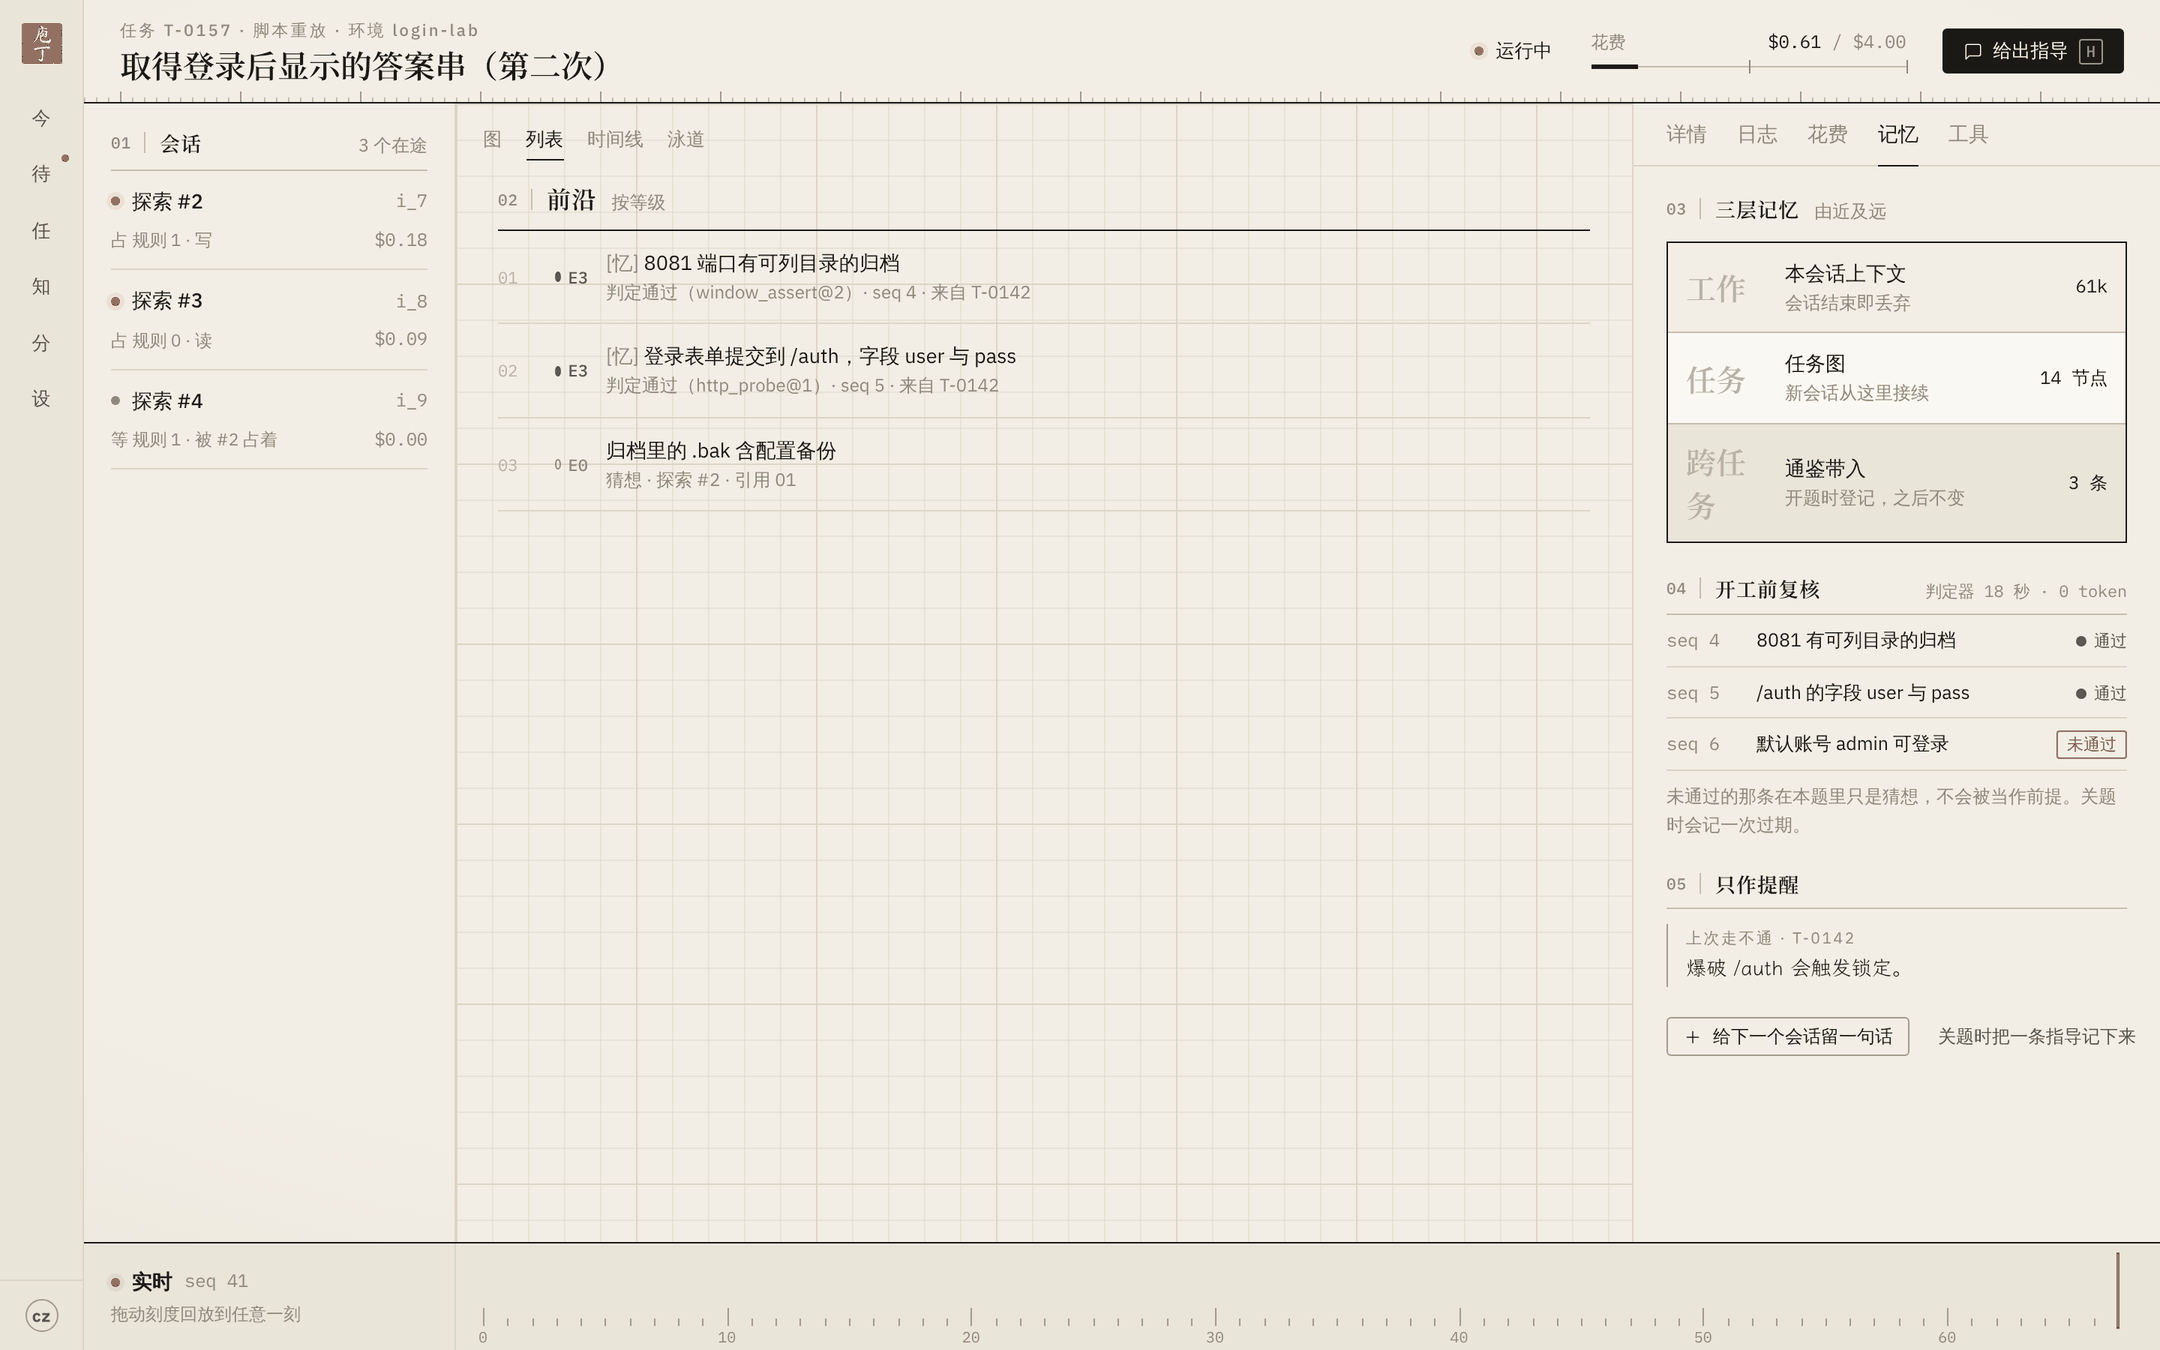 庖丁
今
待
任
知
分
设
cz
任务 T-0157 · 脚本重放 · 环境 login-lab
取得登录后显示的答案串（第二次）
运行中
花费 $0.61 / $4.00
给出指导 H
01 会话 3 个在途
探索 #2 i_7
占 规则 1 · 写 $0.18
探索 #3 i_8
占 规则 0 · 读 $0.09
探索 #4 i_9
等 规则 1 · 被 #2 占着 $0.00
图 列表 时间线 泳道
02 前沿 按等级
01 E3 [忆] 8081 端口有可列目录的归档
判定通过（window_assert@2）· seq 4 · 来自 T-0142
02 E3 [忆] 登录表单提交到 /auth，字段 user 与 pass
判定通过（http_probe@1）· seq 5 · 来自 T-0142
03 E0 归档里的 .bak 含配置备份
猜想 · 探索 #2 · 引用 01
详情 日志 花费 记忆 工具
03 三层记忆 由近及远
工作 本会话上下文 61k
会话结束即丢弃
任务 任务图 14 节点
新会话从这里接续
跨任务 通鉴带入 3 条
开题时登记，之后不变
04 开工前复核 判定器 18 秒 · 0 token
seq 4 8081 有可列目录的归档 通过
seq 5 /auth 的字段 user 与 pass 通过
seq 6 默认账号 admin 可登录 未通过
未通过的那条在本题里只是猜想，不会被当作前提。关题
时会记一次过期。
05 只作提醒
上次走不通 · T-0142
爆破 /auth 会触发锁定。
+ 给下一个会话留一句话 关题时把一条指导记下来
实时 seq 41
拖动刻度回放到任意一刻
0 10 20 30 40 50 60